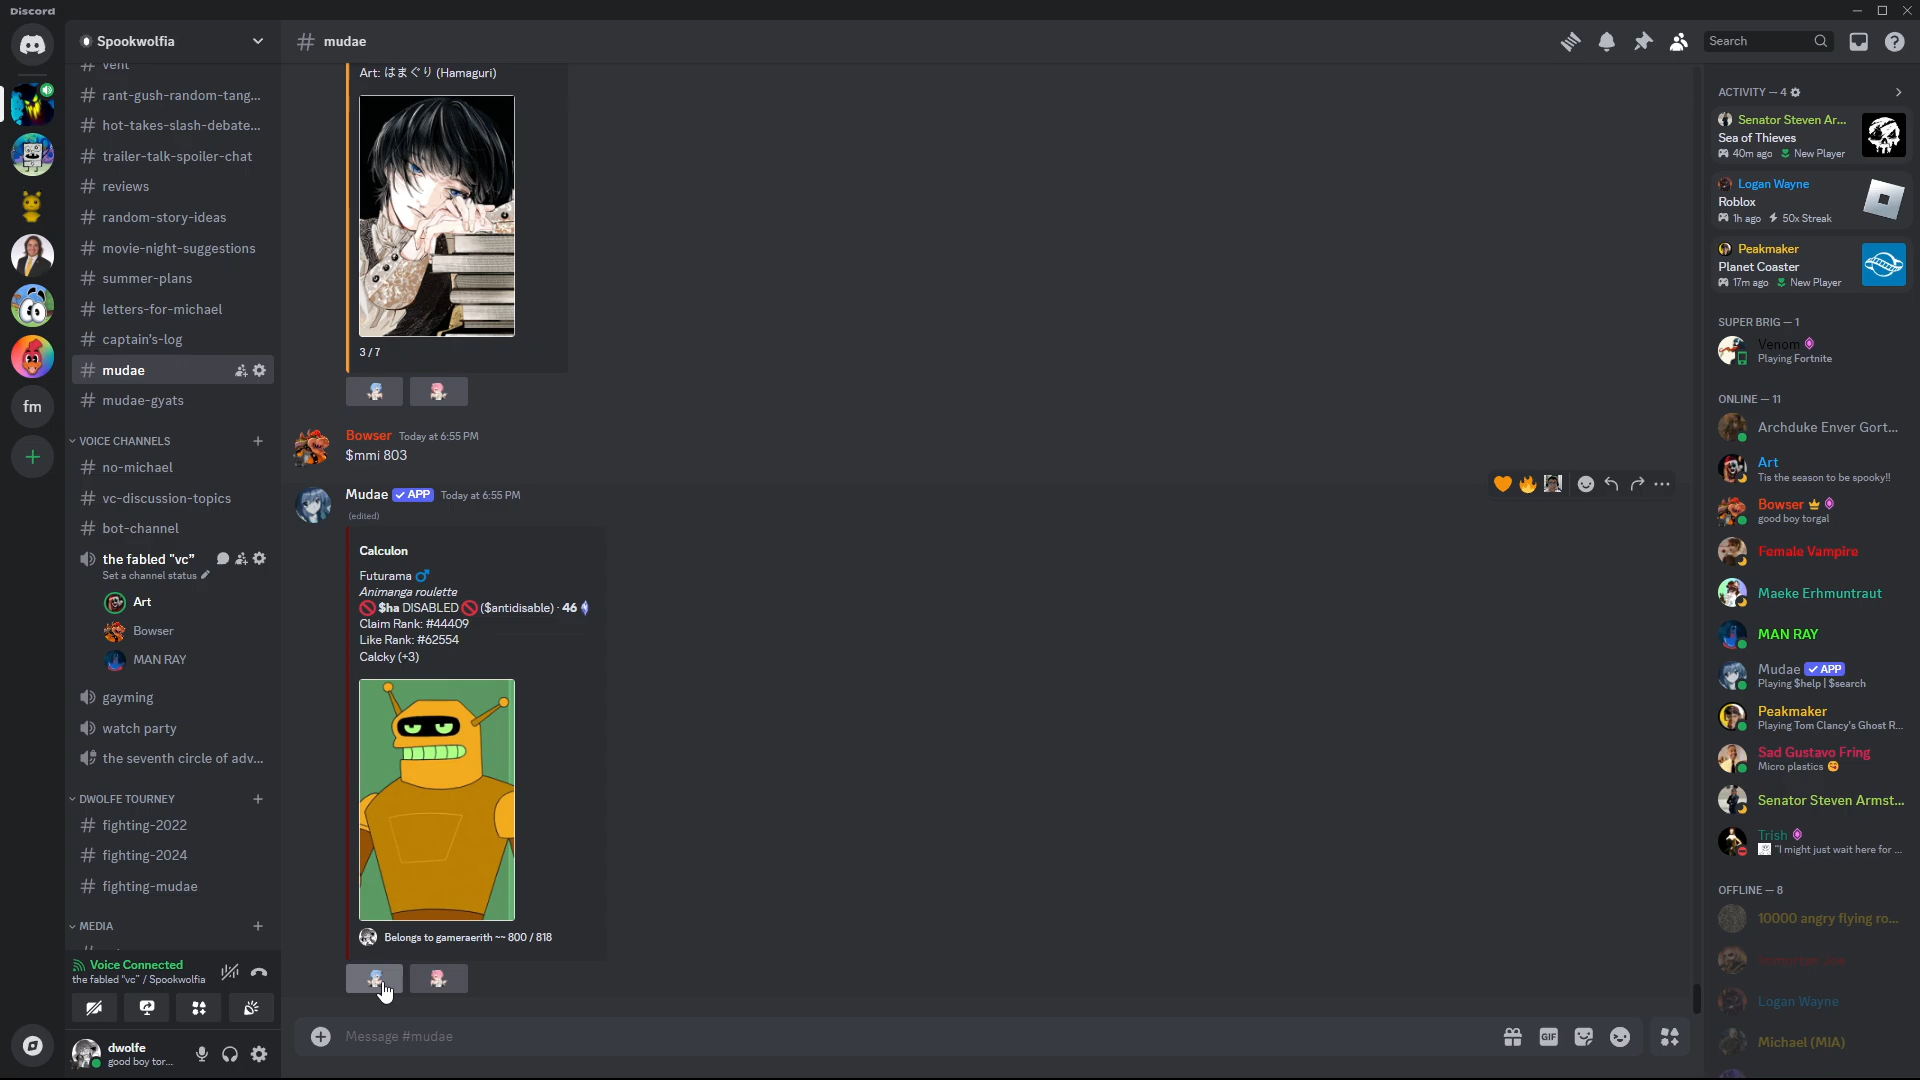 Discord
Spookwolfia
vent
rant-gush-random-tang...
hot-takes-slash-debate...
trailer-talk-spoiler-chat
reviews
random-story-ideas
movie-night-suggestions
summer-plans
letters-for-michael
captain's-log
mudae
mudae-gyats
VOICE CHANNELS
no-michael
vc-discussion-topics
bot-channel
the fabled "vc"
Set a channel status
Art
Bowser
MAN RAY
gayming
watch party
the seventh circle of adv...
DWOLFE TOURNEY
fighting-2022
fighting-2024
fighting-mudae
MEDIA
Voice Connected
the fabled "vc" / Spookwolfia
dwolfe
good boy tor...
fm
# mudae
Search
Art: はまぐり (Hamaguri)
3 / 7
Bowser Today at 6:55 PM
$mmi 803
Mudae APP Today at 6:55 PM
(edited)
Calculon
Futurama
Animanga roulette
$ha DISABLED ($antidisable) · 46
Claim Rank: #44409
Like Rank: #62554
Calcky (+3)
Belongs to gameraerith ~~ 800 / 818
Message #mudae
GIF
ACTIVITY — 4
Senator Steven Ar...
Sea of Thieves
40m ago New Player
Logan Wayne
Roblox
1h ago 50x Streak
Peakmaker
Planet Coaster
17m ago New Player
SUPER BRIG — 1
Venom
Playing Fortnite
ONLINE — 11
Archduke Enver Gort...
Art
Tis the season to be spooky!!
Bowser
good boy torgal
Female Vampire
Maeke Erhmuntraut
MAN RAY
Mudae APP
Playing $help | $search
Peakmaker
Playing Tom Clancy's Ghost R...
Sad Gustavo Fring
Micro plastics
Senator Steven Armst...
Trish
"I might just wait here for ...
OFFLINE — 8
10000 angry flying ro...
Logan Wayne
Michael (MIA)